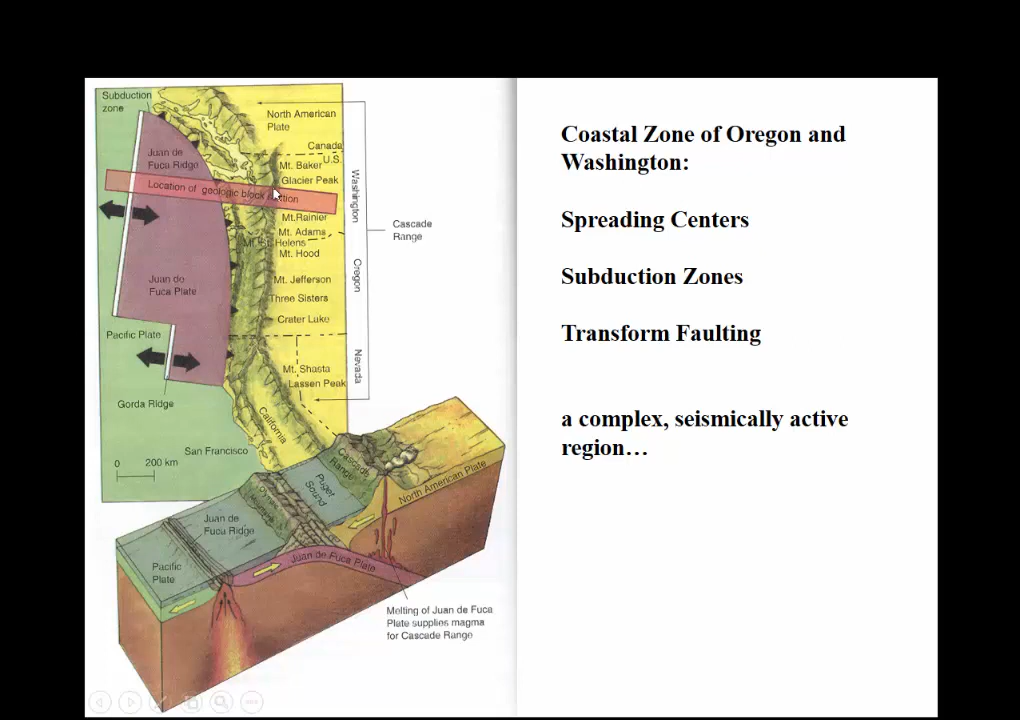 Subduction
zone
North American
Plate
Canada
U.S.
Juan de
Fuca Ridge
Mt. Baker
Glacier Peak
Location of geologic block
Mt.Rainier
Mt. Adams
Mt. St. Helens
Mt. Hood
Washington
Cascade
Range
Oregon
Juan de
Fuca Plate
Mt. Jefferson
Three Sisters
Crater Lake
Pacific Plate
Nevada
Mt. Shasta
Lassen Peak
Gorda Ridge
California
San Francisco
0 200 km
Cascade
Range
Puget
Sound
North American Plate
Juan de
Fuca Ridge
Pacific
Plate
Juan de Fuca Plate
Melting of Juan de Fuca
Plate supplies magma
for Cascade Range
Coastal Zone of Oregon and
Washington:
Spreading Centers
Subduction Zones
Transform Faulting
a complex, seismically active
region…